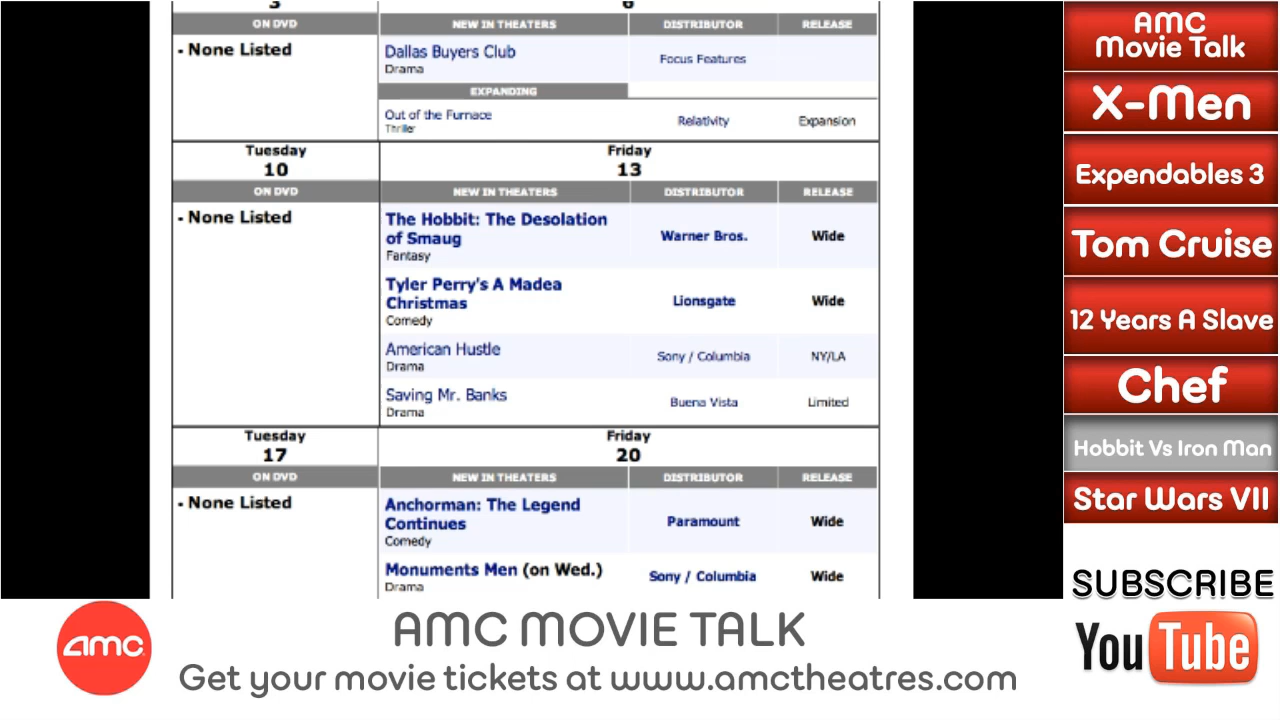 3
6
ON DVD
NEW IN THEATERS
DISTRIBUTOR
RELEASE
- None Listed
Dallas Buyers Club
Drama
Focus Features
EXPANDING
Out of the Furnace
Thriller
Relativity
Expansion
Tuesday
10
Friday
13
ON DVD
NEW IN THEATERS
DISTRIBUTOR
RELEASE
- None Listed
The Hobbit: The Desolation
of Smaug
Fantasy
Warner Bros.
Wide
Tyler Perry's A Madea
Christmas
Comedy
Lionsgate
Wide
American Hustle
Drama
Sony / Columbia
NY/LA
Saving Mr. Banks
Drama
Buena Vista
Limited
Tuesday
17
Friday
20
ON DVD
NEW IN THEATERS
DISTRIBUTOR
RELEASE
- None Listed
Anchorman: The Legend
Continues
Comedy
Paramount
Wide
Monuments Men (on Wed.)
Drama
Sony / Columbia
Wide
AMC
Movie Talk
X-Men
Expendables 3
Tom Cruise
12 Years A Slave
Chef
Hobbit Vs Iron Man
Star Wars VII
SUBSCRIBE
YouTube
amc
AMC MOVIE TALK
Get your movie tickets at www.amctheatres.com